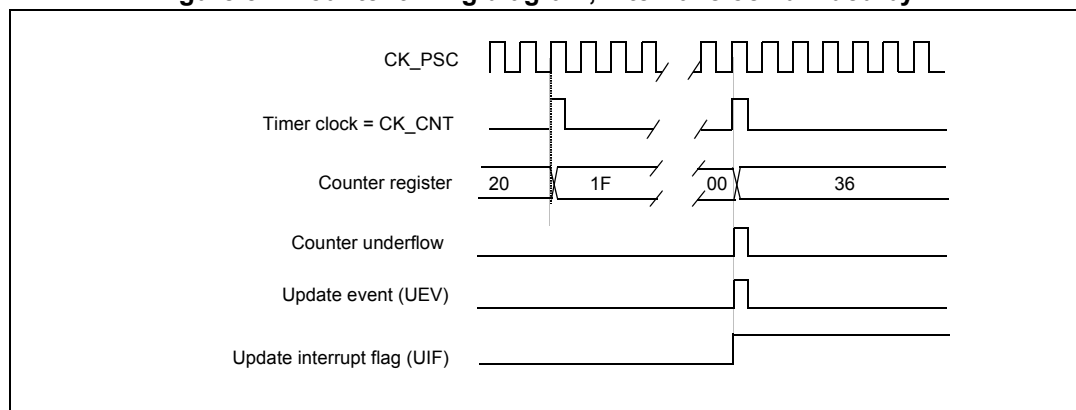 CK_PSC
Timer clock = CK_CNT
Counter register 20 1F 00 36
Counter underflow
Update event (UEV)
Update interrupt flag (UIF)